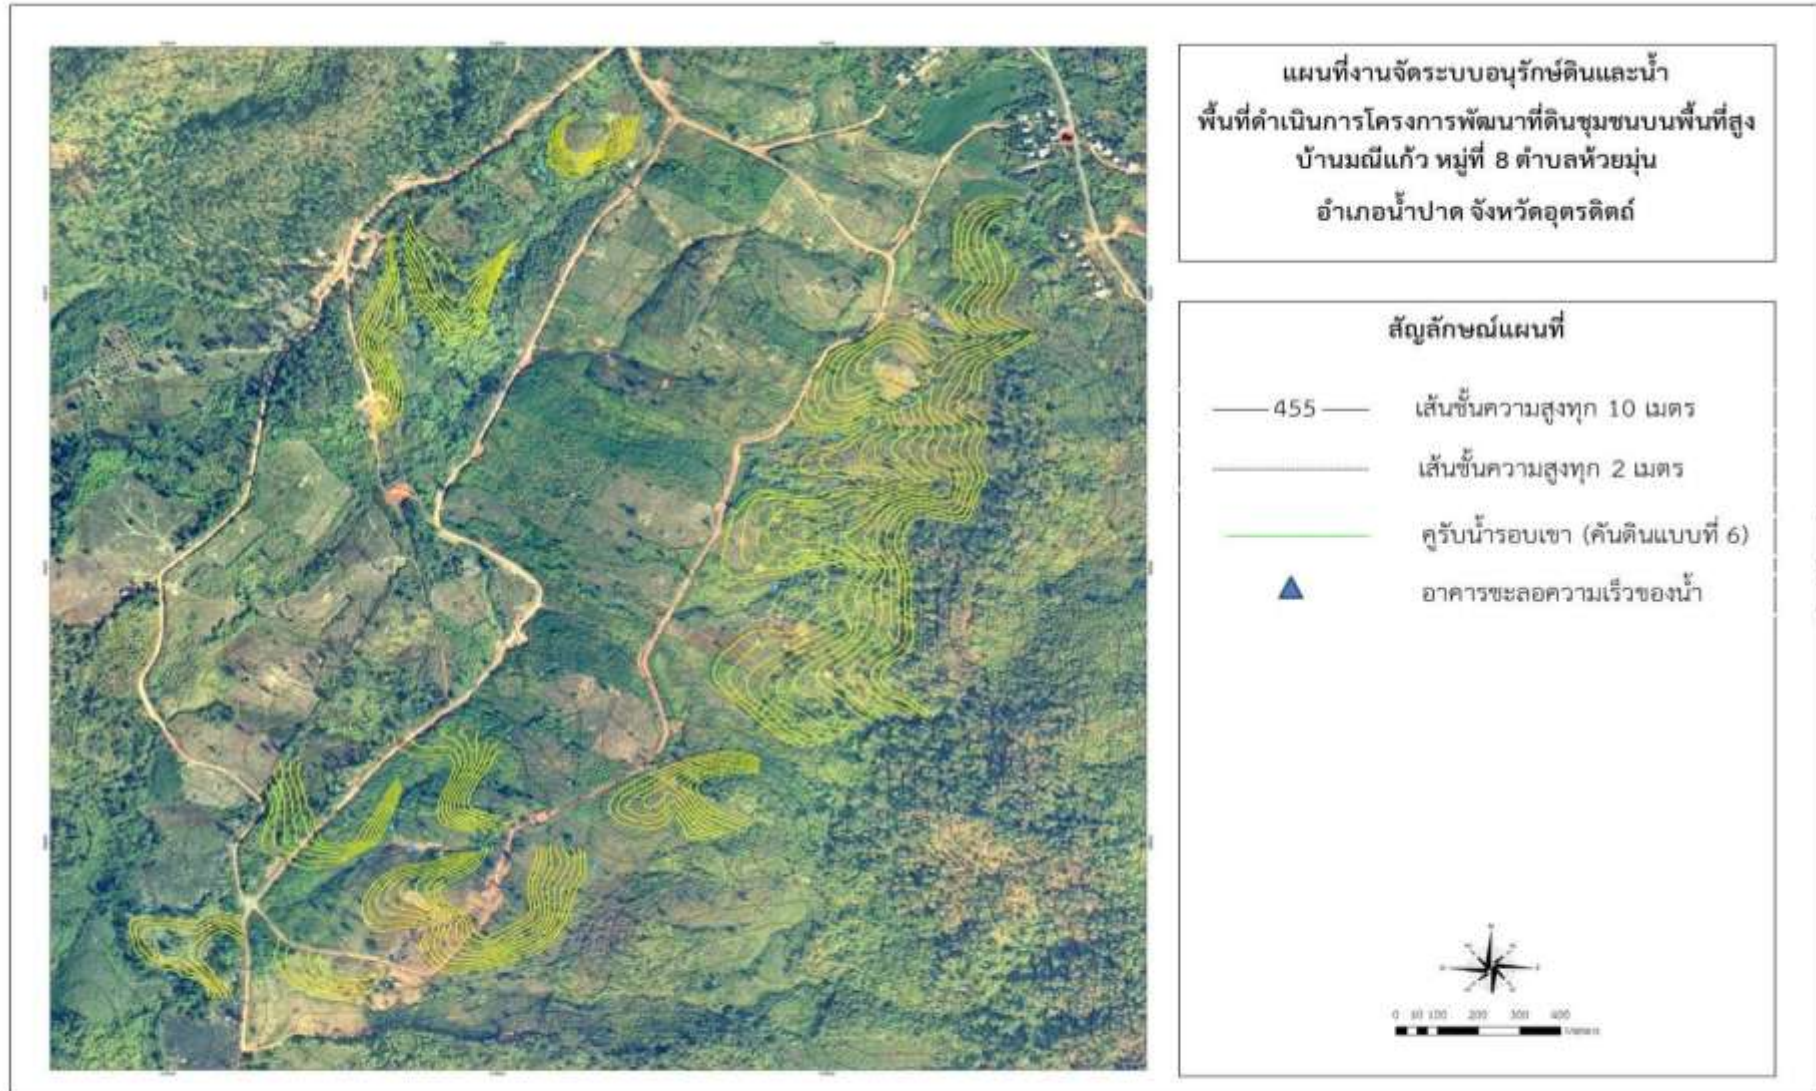 แผนที่งานจัดระบบอนุรักษ์ดินและน้ำ
พื้นที่ดำเนินการโครงการพัฒนาที่ดินชุมชนบนพื้นที่สูง
บ้านมณีแก้ว หมู่ที่ 8 ตำบลห้วยมุ่น
อำเภอน้ำปาด จังหวัดอุตรดิตถ์
สัญลักษณ์แผนที่
455 เส้นชั้นความสูงทุก 10 เมตร
เส้นชั้นความสูงทุก 2 เมตร
คูรับน้ำรอบเขา (คันดินแบบที่ 6)
อาคารชะลอความเร็วของน้ำ
100 200 300 400